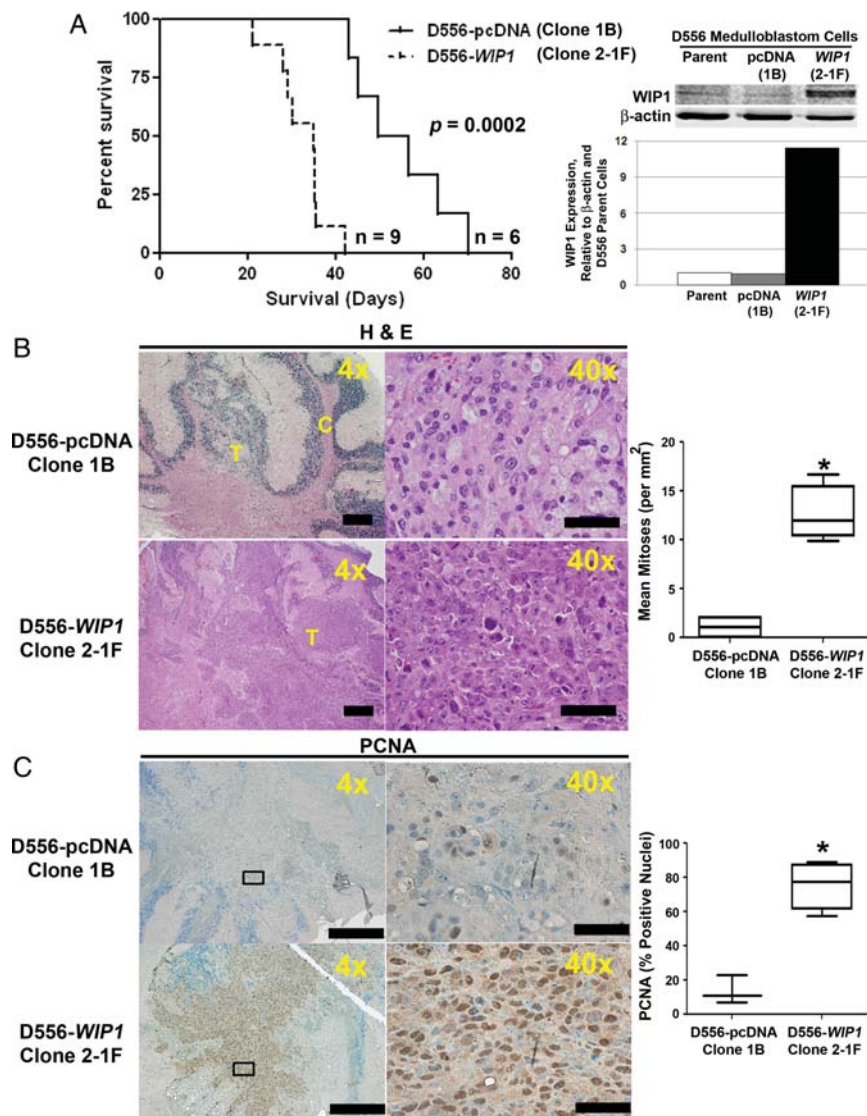 A
100
75
50
25
0
Percent survival
0 20 40 60 80
Survival (Days)
D556-pcDNA (Clone 1B)
D556-WIP1 (Clone 2-1F)
p = 0.0002
n = 9
n = 6
D556 Medulloblastom Cells
Parent pcDNA (1B) WIP1 (2-1F)
WIP1
β-actin
WIP1 Expression,
Relative to β-actin and
D556 Parent Cells
12
9
6
3
0
Parent pcDNA (1B) WIP1 (2-1F)
B
H & E
D556-pcDNA
Clone 1B
4x
T
C
40x
D556-WIP1
Clone 2-1F
4x
T
40x
Mean Mitoses (per mm²)
20
15
10
5
0
*
D556-pcDNA
Clone 1B
D556-WIP1
Clone 2-1F
C
PCNA
D556-pcDNA
Clone 1B
4x
40x
D556-WIP1
Clone 2-1F
4x
40x
PCNA (% Positive Nuclei)
100
80
60
40
20
0
*
D556-pcDNA
Clone 1B
D556-WIP1
Clone 2-1F